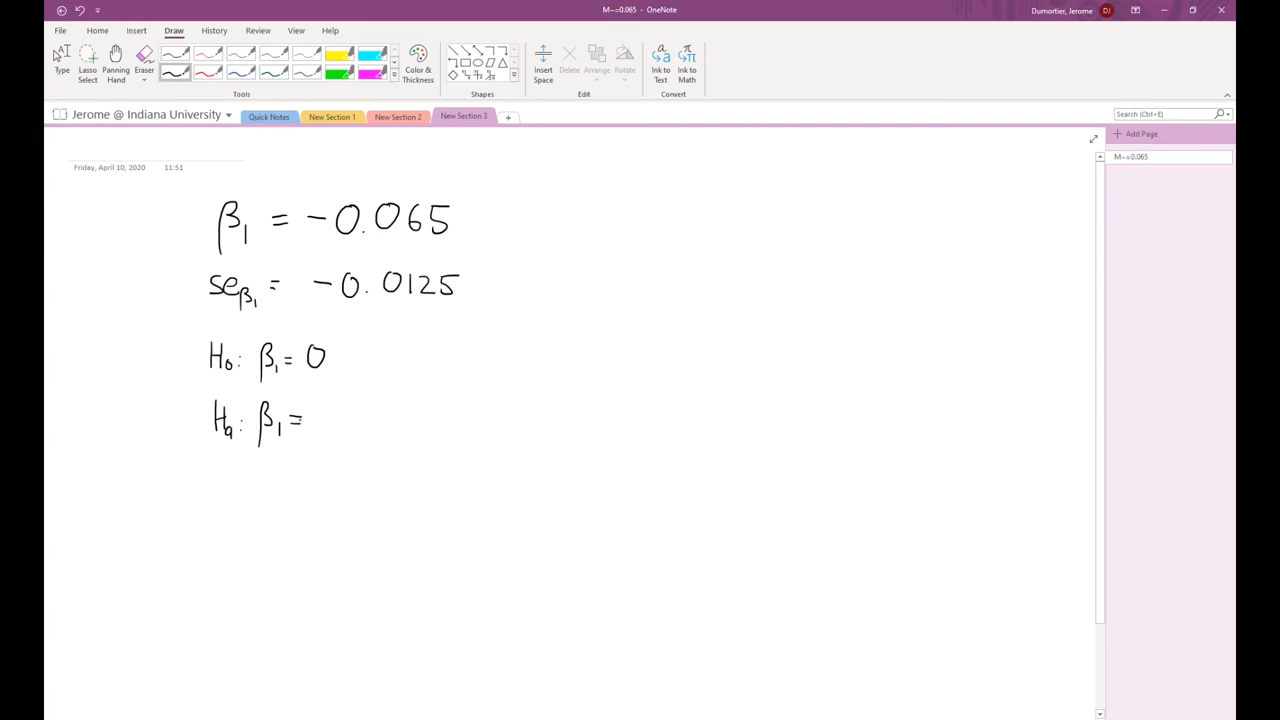 M~=0.065 - OneNote
Dumortier, Jerome DJ
File Home Insert Draw History Review View Help
Type
Lasso Select
Panning Hand
Eraser
Color & Thickness
Insert Space
Delete
Arrange
Rotate
Ink to Text
Ink to Math
Tools
Shapes
Edit
Convert
Jerome @ Indiana University
Quick Notes
New Section 1
New Section 2
New Section 3
Search (Ctrl+E)
Add Page
M~=0.065
Friday, April 10, 2020 11:51
β₁ = -0.065
seβ₁ = -0.0125
H₀: β₁ = 0
Hₐ: β₁ =